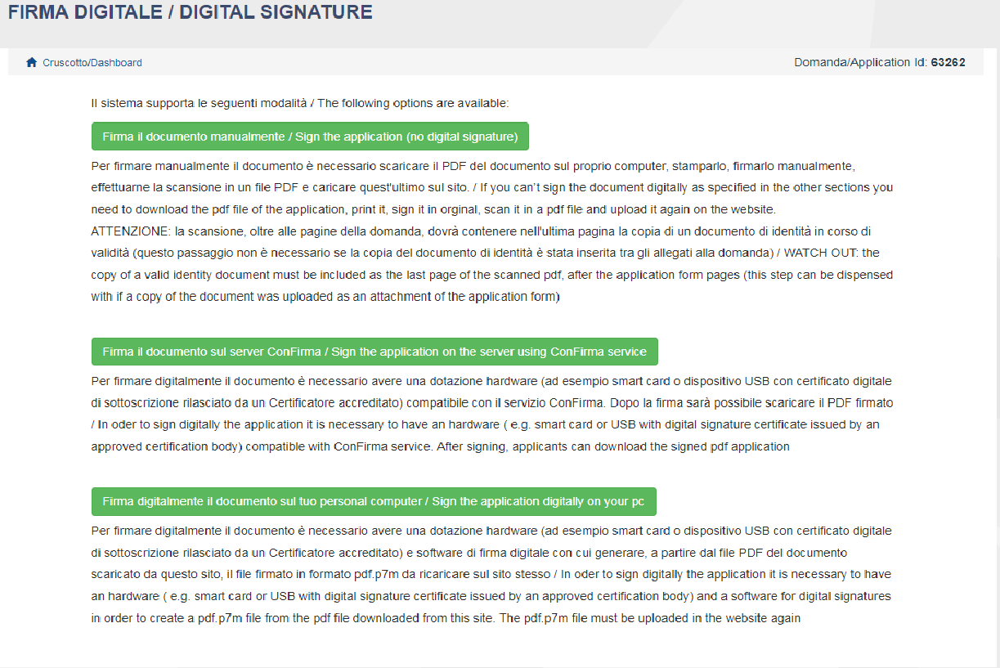 FIRMA DIGITALE / DIGITAL SIGNATURE
Cruscotto/Dashboard
Domanda/Application Id: 63262
Il sistema supporta le seguenti modalità / The following options are available:
Firma il documento manualmente / Sign the application (no digital signature)
Per firmare manualmente il documento è necessario scaricare il PDF del documento sul proprio computer, stamparlo, firmarlo manualmente,
effettuarne la scansione in un file PDF e caricare quest'ultimo sul sito. / If you can't sign the document digitally as specified in the other sections you
need to download the pdf file of the application, print it, sign it in orginal, scan it in a pdf file and upload it again on the website.
ATTENZIONE: la scansione, oltre alle pagine della domanda, dovrà contenere nell'ultima pagina la copia di un documento di identità in corso di
validità (questo passaggio non è necessario se la copia del documento di identità è stata inserita tra gli allegati alla domanda) / WATCH OUT: the
copy of a valid identity document must be included as the last page of the scanned pdf, after the application form pages (this step can be dispensed
with if a copy of the document was uploaded as an attachment of the application form)
Firma il documento sul server ConFirma / Sign the application on the server using ConFirma service
Per firmare digitalmente il documento è necessario avere una dotazione hardware (ad esempio smart card o dispositivo USB con certificato digitale
di sottoscrizione rilasciato da un Certificatore accreditato) compatibile con il servizio ConFirma. Dopo la firma sarà possibile scaricare il PDF firmato
/ In oder to sign digitally the application it is necessary to have an hardware ( e.g. smart card or USB with digital signature certificate issued by an
approved certification body) compatible with ConFirma service. After signing, applicants can download the signed pdf application
Firma digitalmente il documento sul tuo personal computer / Sign the application digitally on your pc
Per firmare digitalmente il documento è necessario avere una dotazione hardware (ad esempio smart card o dispositivo USB con certificato digitale
di sottoscrizione rilasciato da un Certificatore accreditato) e software di firma digitale con cui generare, a partire dal file PDF del documento
scaricato da questo sito, il file firmato in formato pdf.p7m da ricaricare sul sito stesso / In oder to sign digitally the application it is necessary to have
an hardware ( e.g. smart card or USB with digital signature certificate issued by an approved certification body) and a software for digital signatures
in order to create a pdf.p7m file from the pdf file downloaded from this site. The pdf.p7m file must be uploaded in the website again